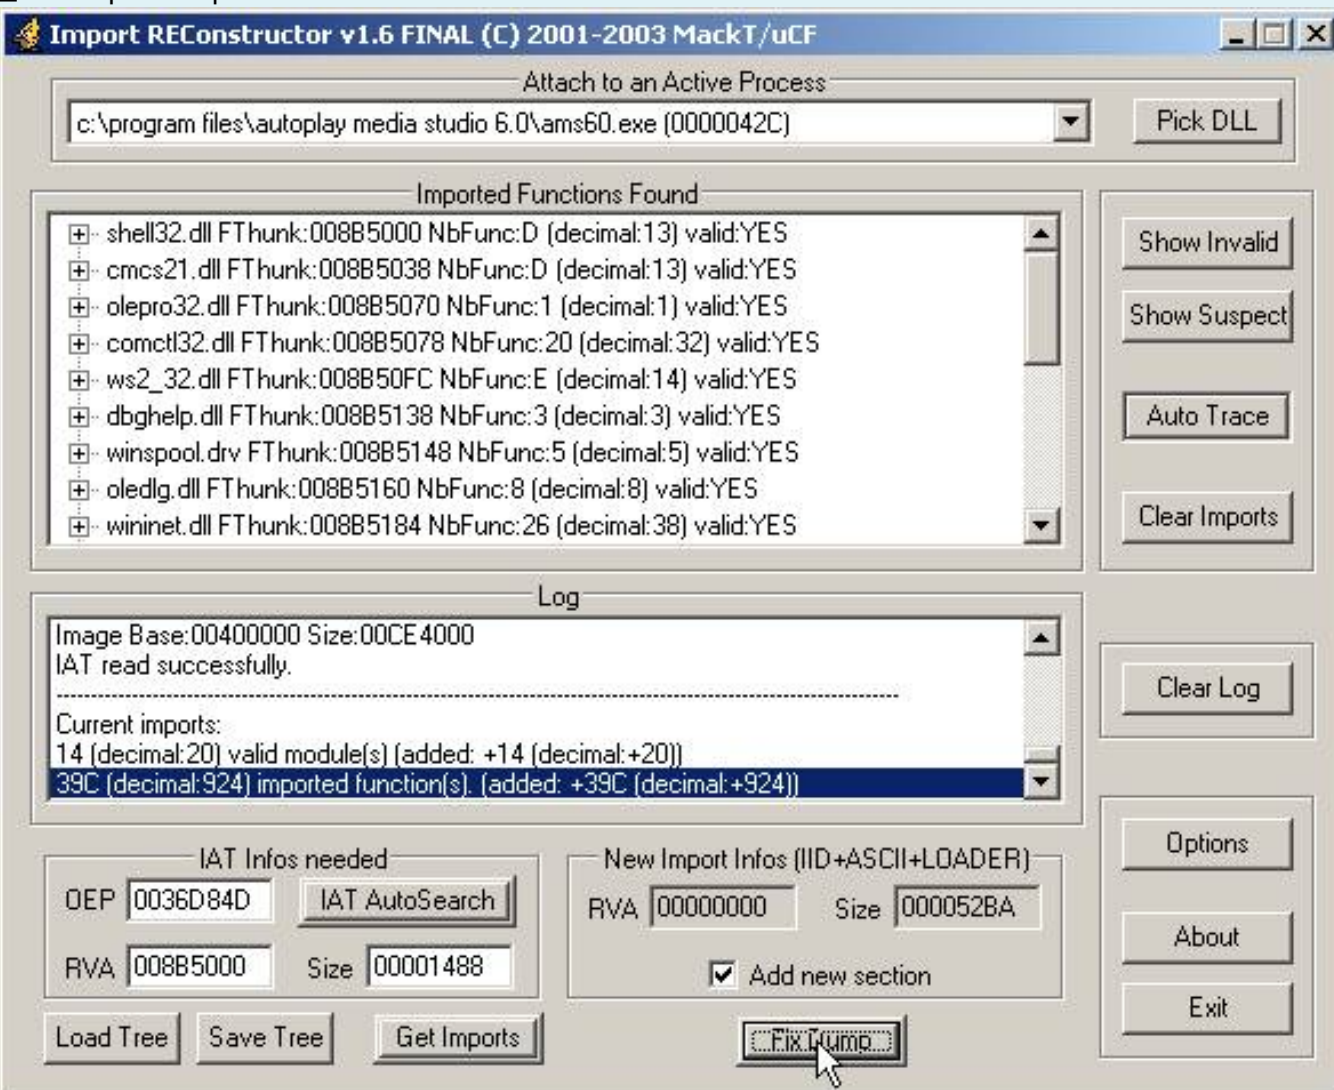 Import REConstructor v1.6 FINAL (C) 2001-2003 MackT/uCF
Attach to an Active Process
c:\program files\autoplay media studio 6.0\ams60.exe (0000042C)
Pick DLL
Imported Functions Found
shell32.dll FThunk:008B5000 NbFunc:D (decimal:13) valid:YES
cmcs21.dll FThunk:008B5038 NbFunc:D (decimal:13) valid:YES
olepro32.dll FThunk:008B5070 NbFunc:1 (decimal:1) valid:YES
comctl32.dll FThunk:008B5078 NbFunc:20 (decimal:32) valid:YES
ws2_32.dll FThunk:008B50FC NbFunc:E (decimal:14) valid:YES
dbghelp.dll FThunk:008B5138 NbFunc:3 (decimal:3) valid:YES
winspool.drv FThunk:008B5148 NbFunc:5 (decimal:5) valid:YES
oledlg.dll FThunk:008B5160 NbFunc:8 (decimal:8) valid:YES
wininet.dll FThunk:008B5184 NbFunc:26 (decimal:38) valid:YES
Show Invalid
Show Suspect
Auto Trace
Clear Imports
Log
Image Base:00400000 Size:00CE4000
IAT read successfully.
---------------------------------------------------------------------------------------------------------------------------
Current imports:
14 (decimal:20) valid module(s) (added: +14 (decimal:+20))
39C (decimal:924) imported function(s). (added: +39C (decimal:+924))
Clear Log
IAT Infos needed
OEP 0036D84D IAT AutoSearch
RVA 008B5000 Size 00001488
New Import Infos (IID+ASCII+LOADER)
RVA 00000000 Size 000052BA
Add new section
Options
About
Exit
Load Tree Save Tree Get Imports
Fix Dump